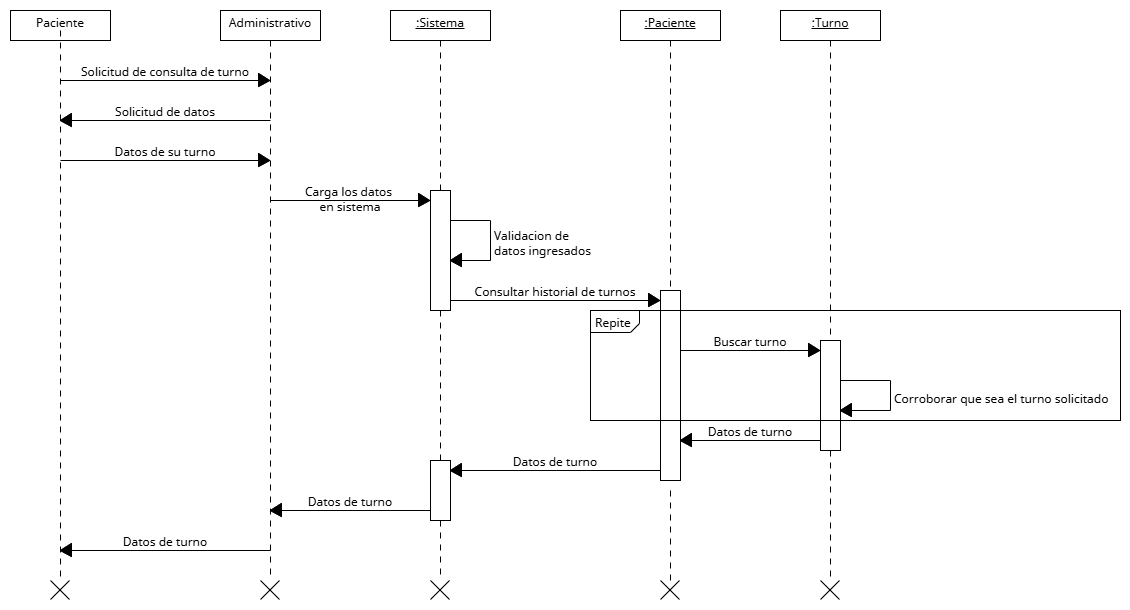 Paciente
Administrativo
:Sistema
:Paciente
:Turno
Solicitud de consulta de turno
Solicitud de datos
Datos de su turno
Carga los datos
en sistema
Validacion de
datos ingresados
Consultar historial de turnos
Repite
Buscar turno
Corroborar que sea el turno solicitado
Datos de turno
Datos de turno
Datos de turno
Datos de turno